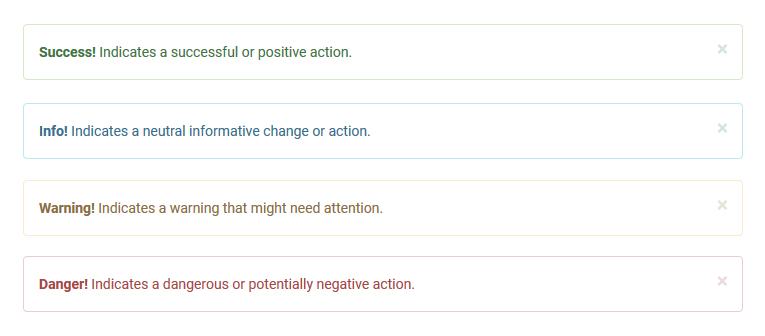 Success! Indicates a successful or positive action. ×
Info! Indicates a neutral informative change or action. ×
Warning! Indicates a warning that might need attention. ×
Danger! Indicates a dangerous or potentially negative action. ×